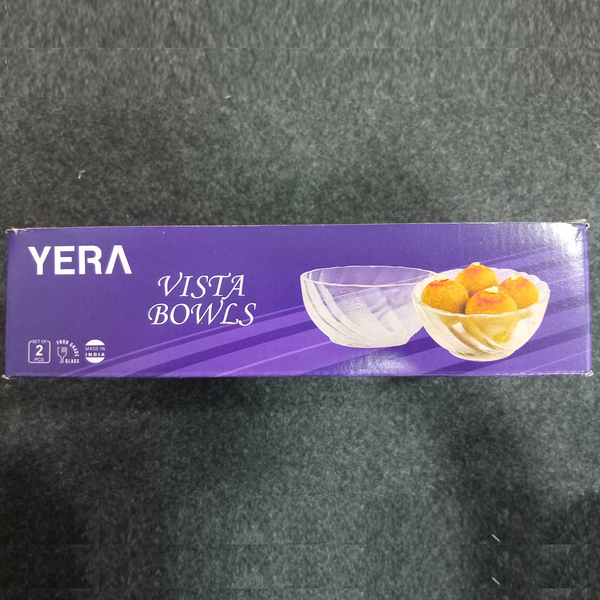 YERA
VISTA
BOWLS
SET OF
2
PCS
FOOD GRADE
GLASS
MADE IN
INDIA